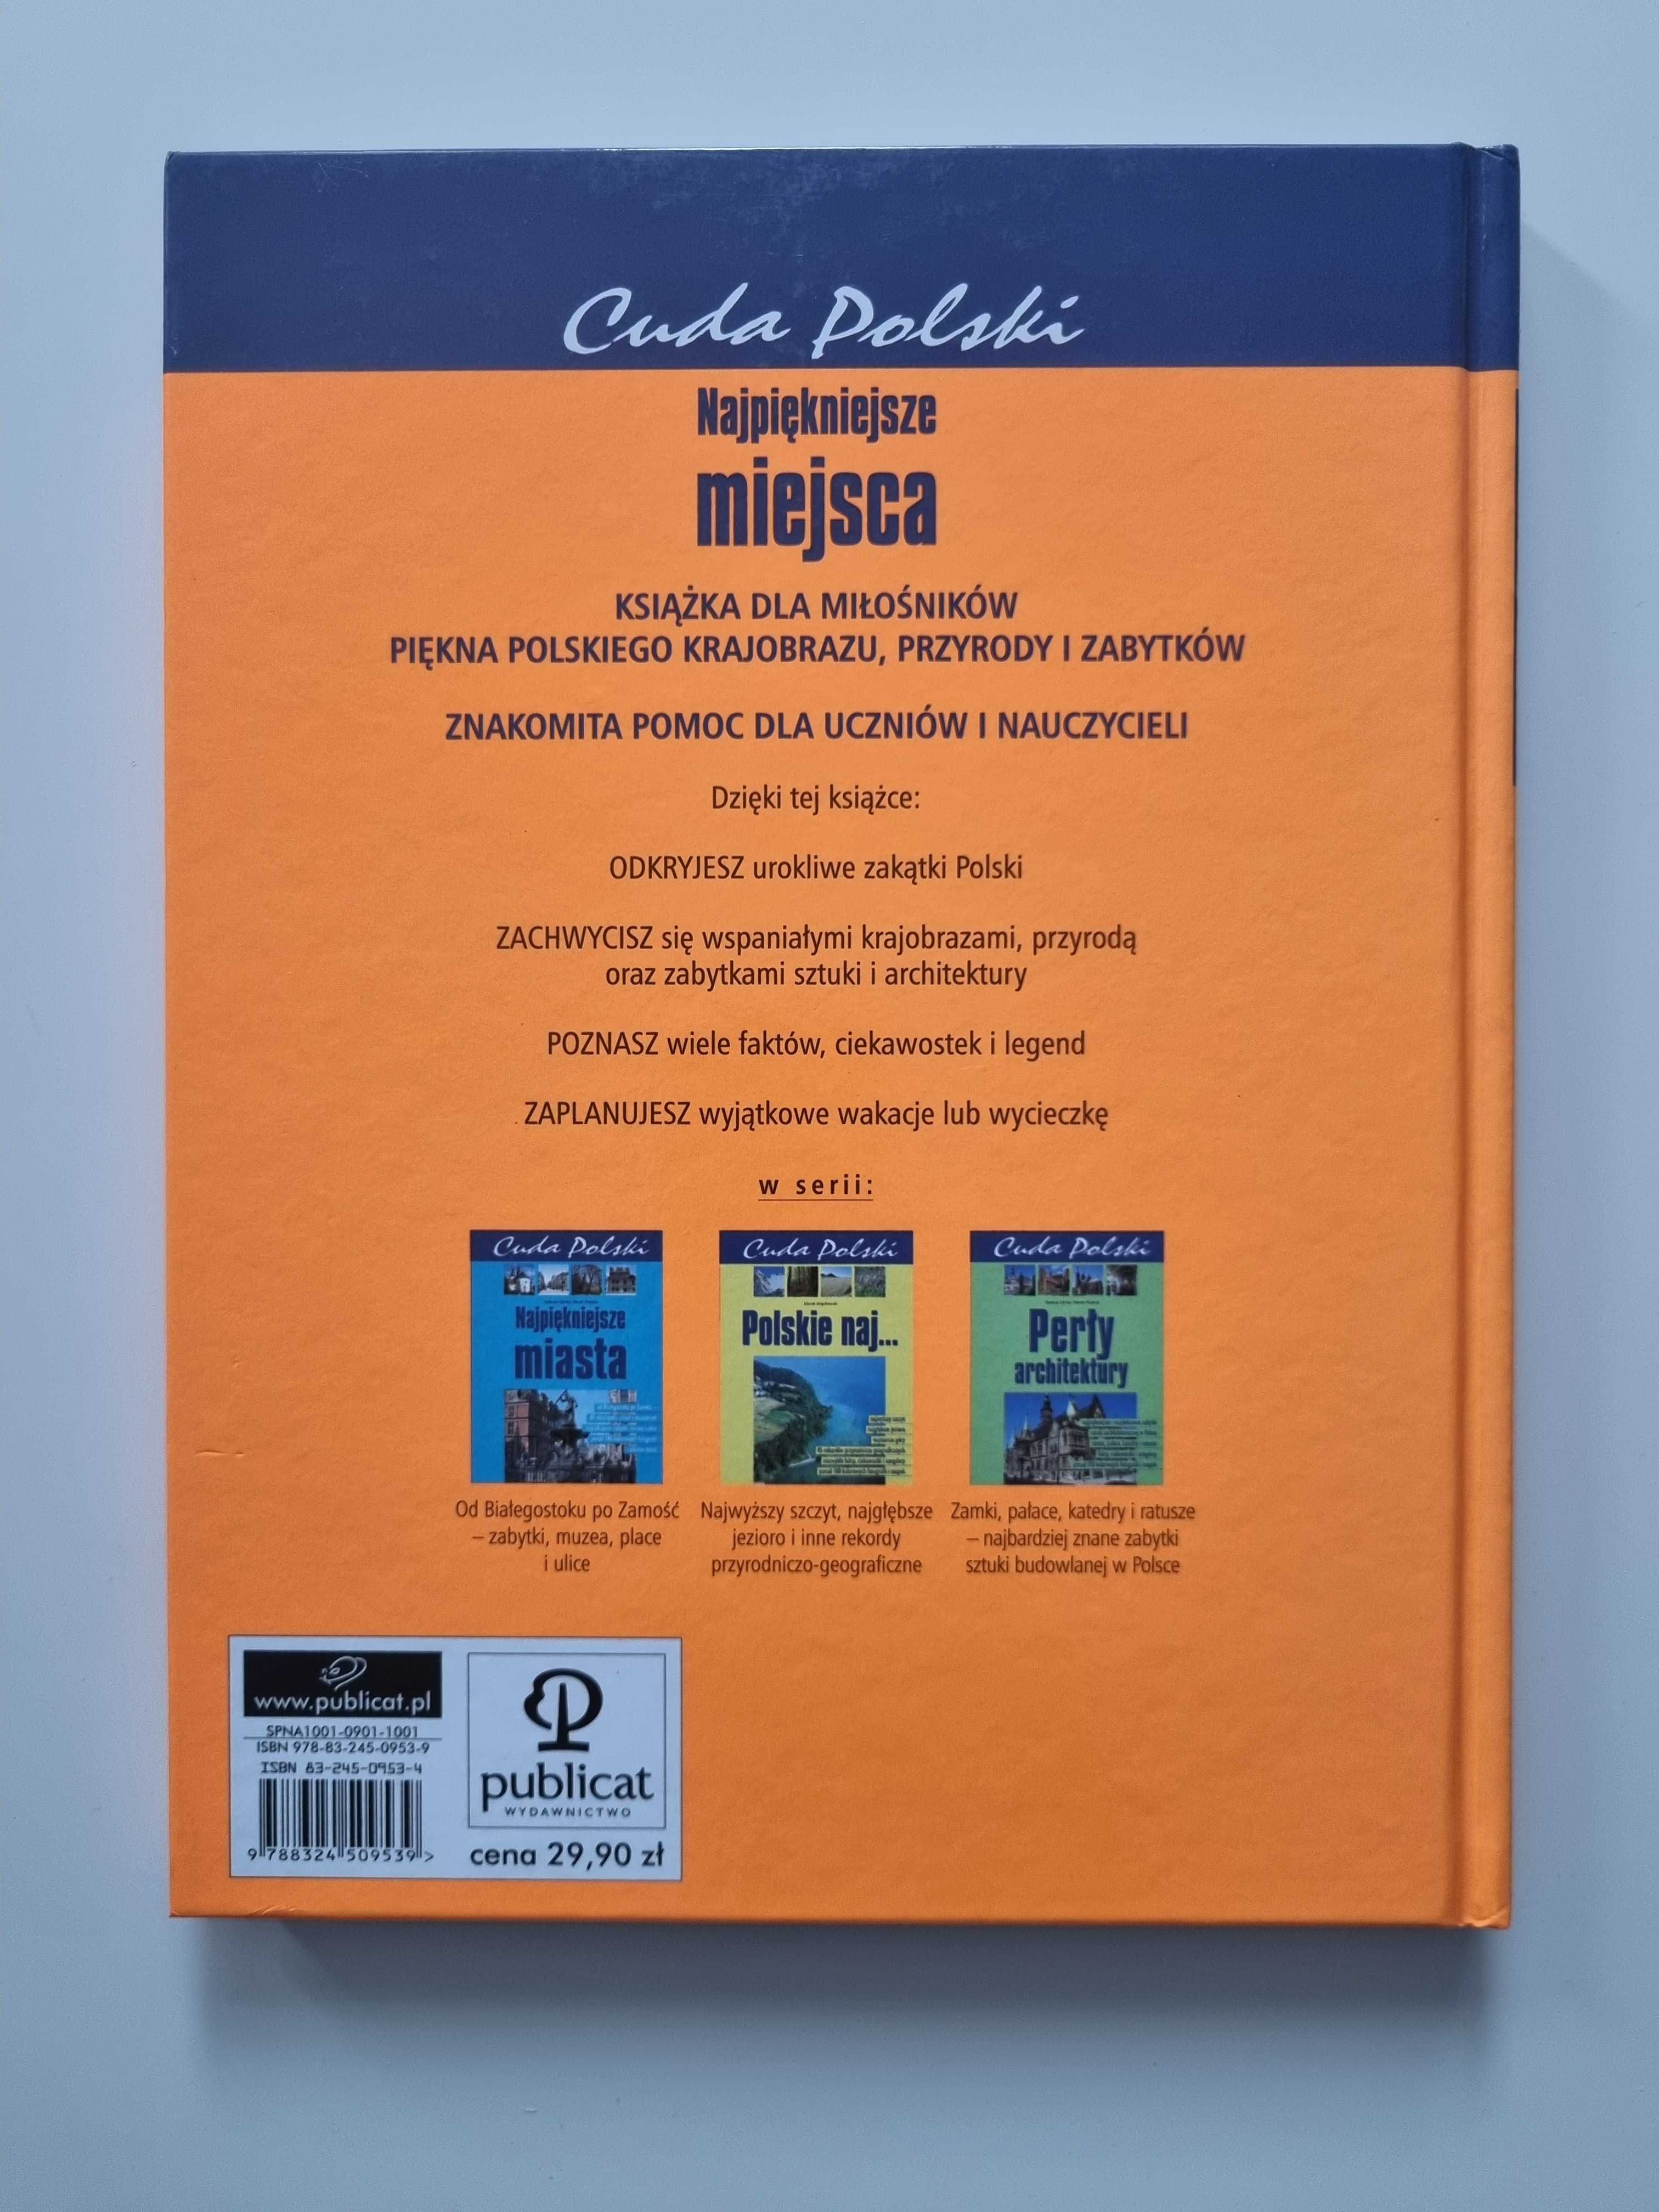 Cuda Polski
Najpiękniejsze
miejsca
KSIĄŻKA DLA MIŁOŚNIKÓW
PIĘKNA POLSKIEGO KRAJOBRAZU, PRZYRODY I ZABYTKÓW
ZNAKOMITA POMOC DLA UCZNIÓW I NAUCZYCIELI
Dzięki tej książce:
ODKRYJESZ urokliwe zakątki Polski
ZACHWYCISZ się wspaniałymi krajobrazami, przyrodą
oraz zabytkami sztuki i architektury
POZNASZ wiele faktów, ciekawostek i legend
ZAPLANUJESZ wyjątkowe wakacje lub wycieczkę
w serii:
Cuda Polski
Najpiękniejsze
miasta
Od Białegostoku po Zamość
– zabytki, muzea, place
i ulice
Cuda Polski
Polskie naj...
Najwyższy szczyt, najgłębsze
jezioro i inne rekordy
przyrodniczo-geograficzne
Cuda Polski
Perły
architektury
Zamki, pałace, katedry i ratusze
– najbardziej znane zabytki
sztuki budowlanej w Polsce
www.publicat.pl
SPNA1001-0901-1001
ISBN 978-83-245-0953-9
ISBN 83-245-0953-4
9 788324 509539 >
publicat
WYDAWNICTWO
cena 29,90 zł